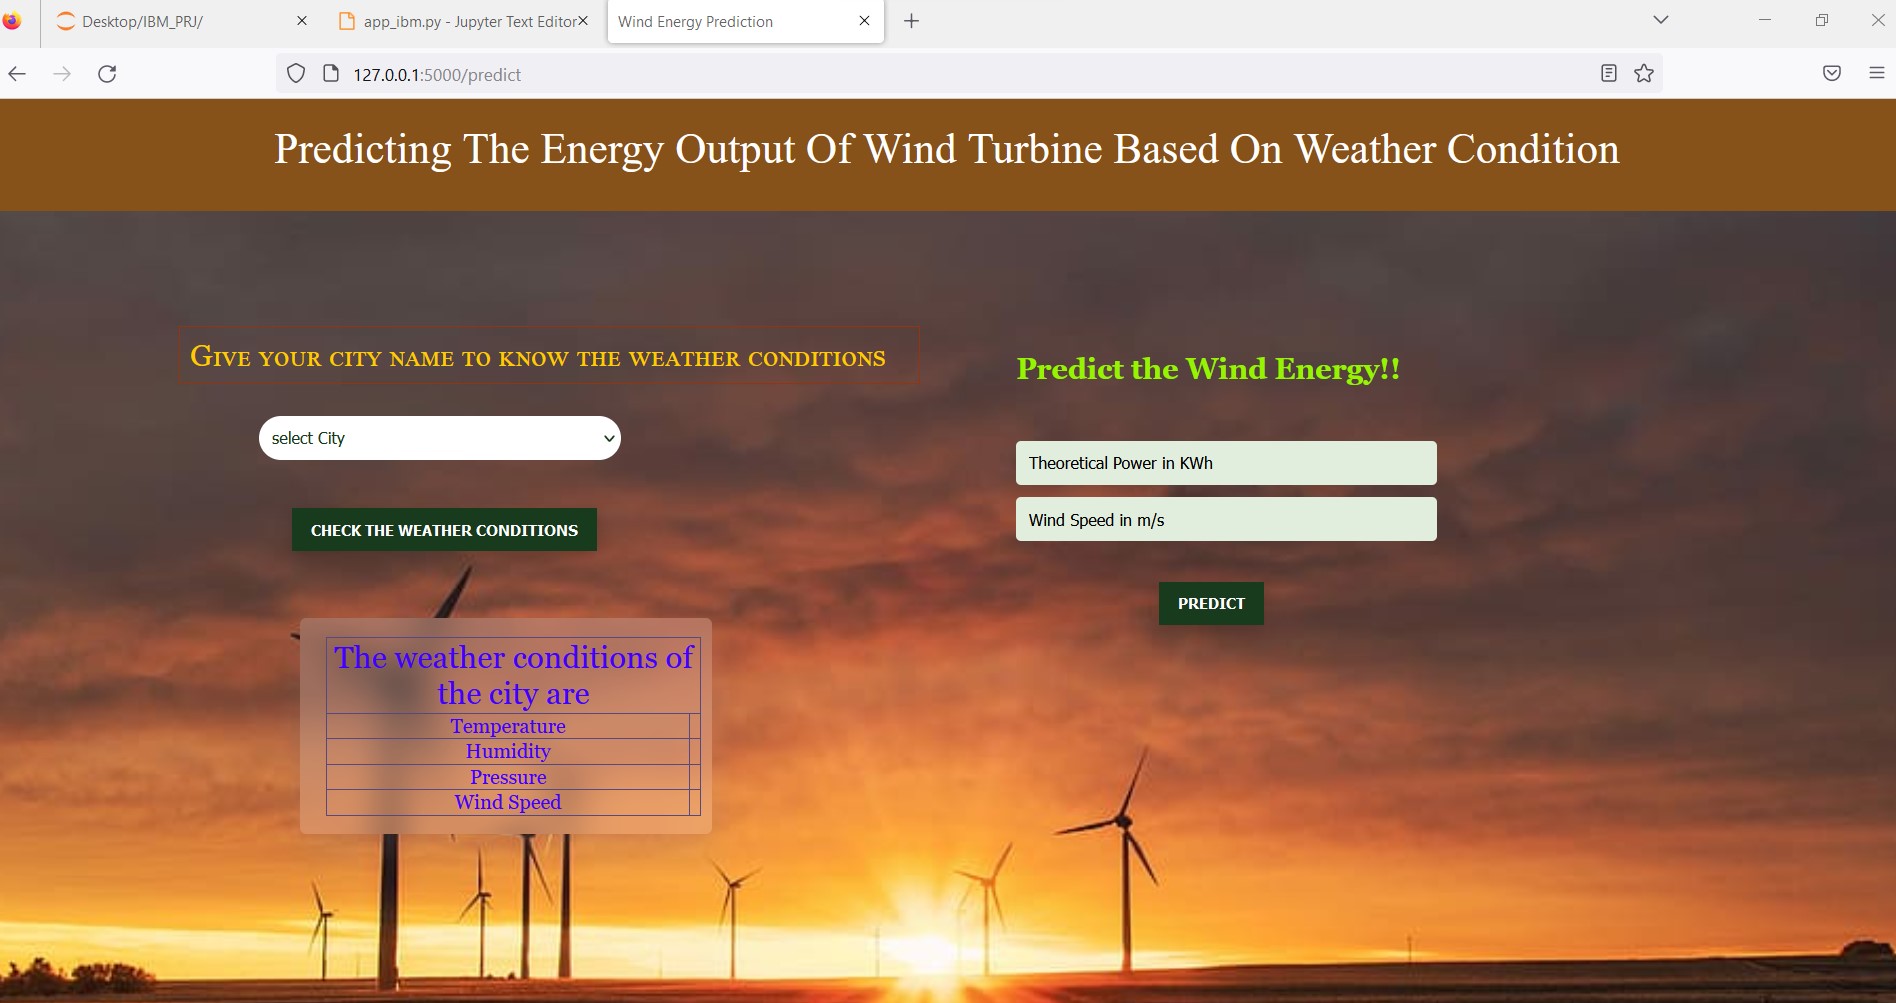 Desktop/IBM_PRJ/
app_ibm.py - Jupyter Text Editor
Wind Energy Prediction
127.0.0.1:5000/predict
Predicting The Energy Output Of Wind Turbine Based On Weather Condition
Give your city name to know the weather conditions
select City
CHECK THE WEATHER CONDITIONS
The weather conditions of
the city are
Temperature
Humidity
Pressure
Wind Speed
Predict the Wind Energy!!
Theoretical Power in KWh
Wind Speed in m/s
PREDICT